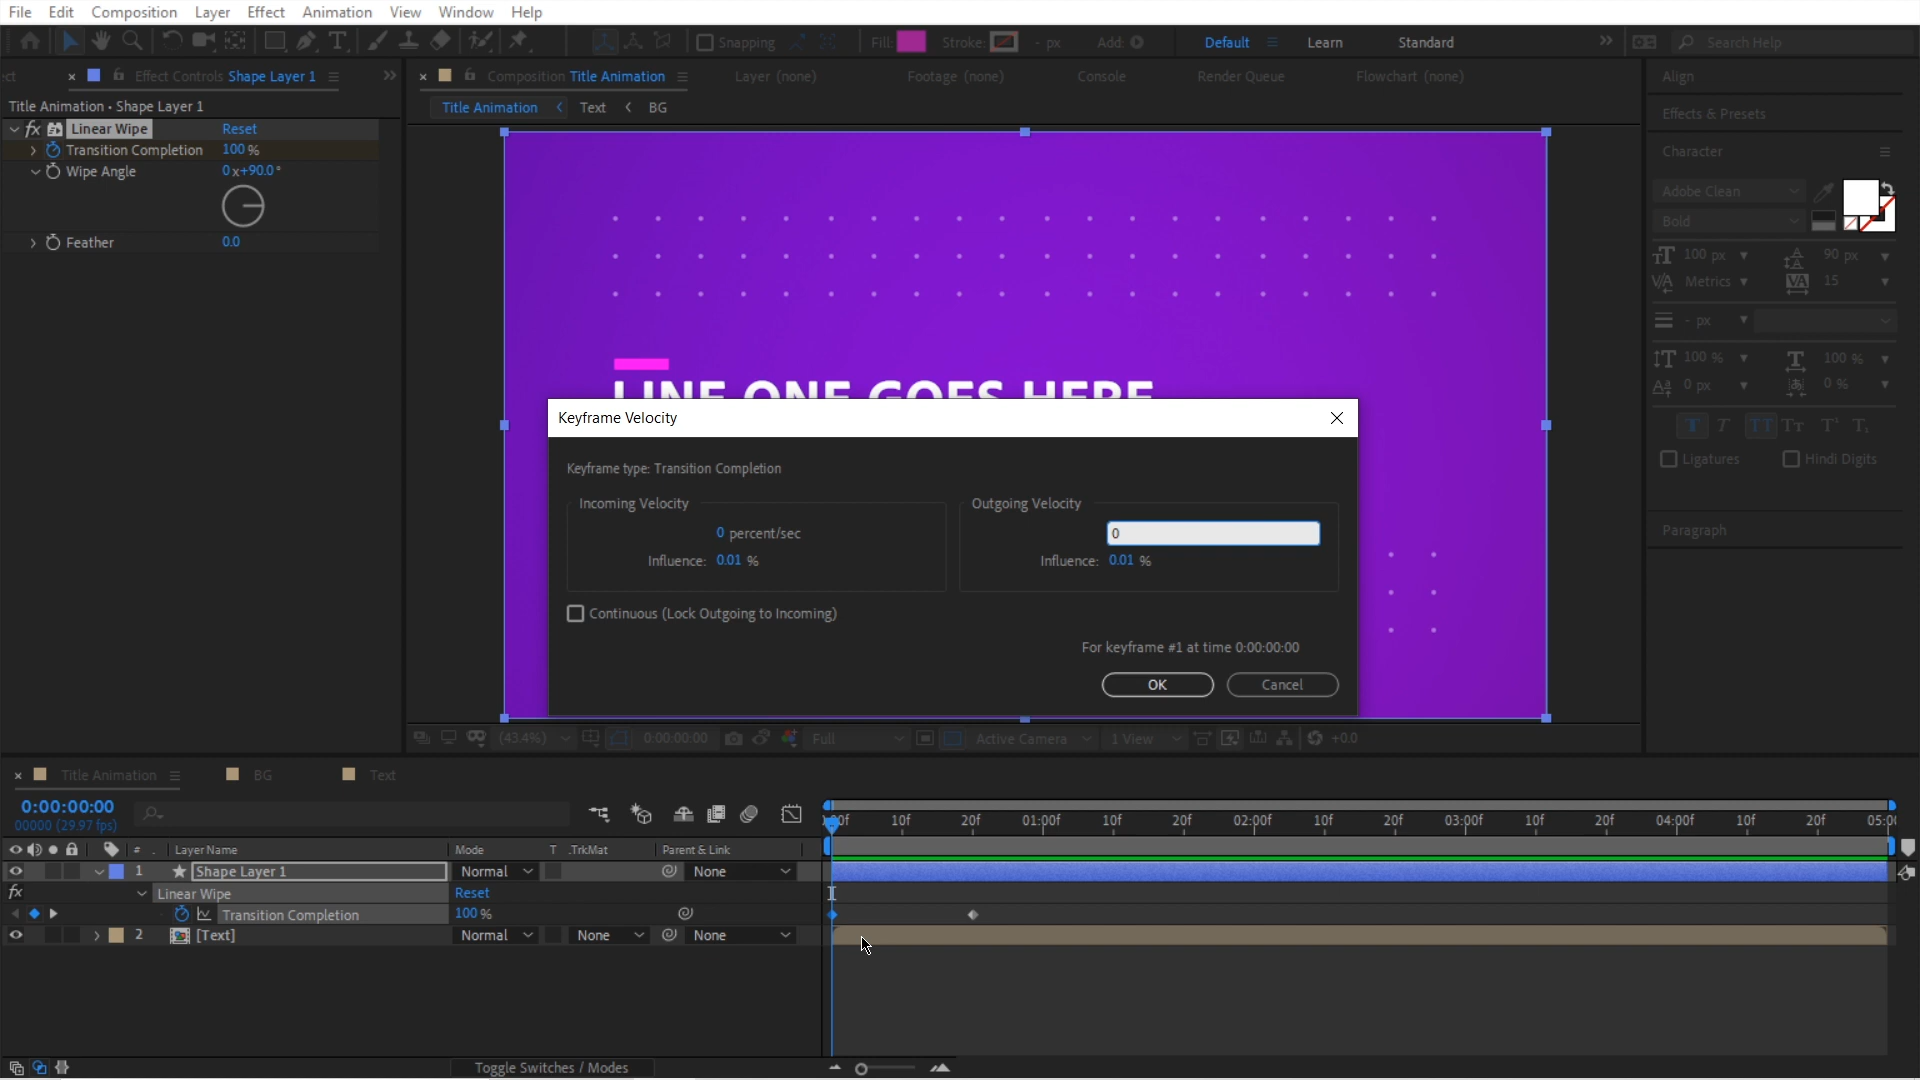 File Edit Composition Layer Effect Animation View Window Help
Snapping Fill: Stroke: - px Add: Default Learn Standard Search Help
ect Effect Controls Shape Layer 1 Composition Title Animation Layer (none) Footage (none) Console Render Queue Flowchart (none) Align
Title Animation • Shape Layer 1 Title Animation Text BG Effects & Presets
fx Linear Wipe Reset
Transition Completion 100 % Character
Wipe Angle 0 x+90.0 °
Adobe Clean
Bold
Feather 0.0
100 px 90 px
Metrics 15
- px
100 % 100 %
0 px 0 %
LINE ONE GOES HERE
Ligatures Hindi Digits
Paragraph
Keyframe Velocity
Keyframe type: Transition Completion
Incoming Velocity Outgoing Velocity
0 percent/sec 0
Influence: 0.01 % Influence: 0.01 %
Continuous (Lock Outgoing to Incoming)
For keyframe #1 at time 0:00:00:00
OK Cancel
(43.4%) 0:00:00:00 Full Active Camera 1 View +0.0
Title Animation BG Text
0:00:00:00
00000 (29.97 fps)
:00f 10f 20f 01:00f 10f 20f 02:00f 10f 20f 03:00f 10f 20f 04:00f 10f 20f 05:00
# Layer Name Mode T .TrkMat Parent & Link
1 Shape Layer 1 Normal None
fx Linear Wipe Reset
Transition Completion 100 %
2 [Text] Normal None None
Toggle Switches / Modes